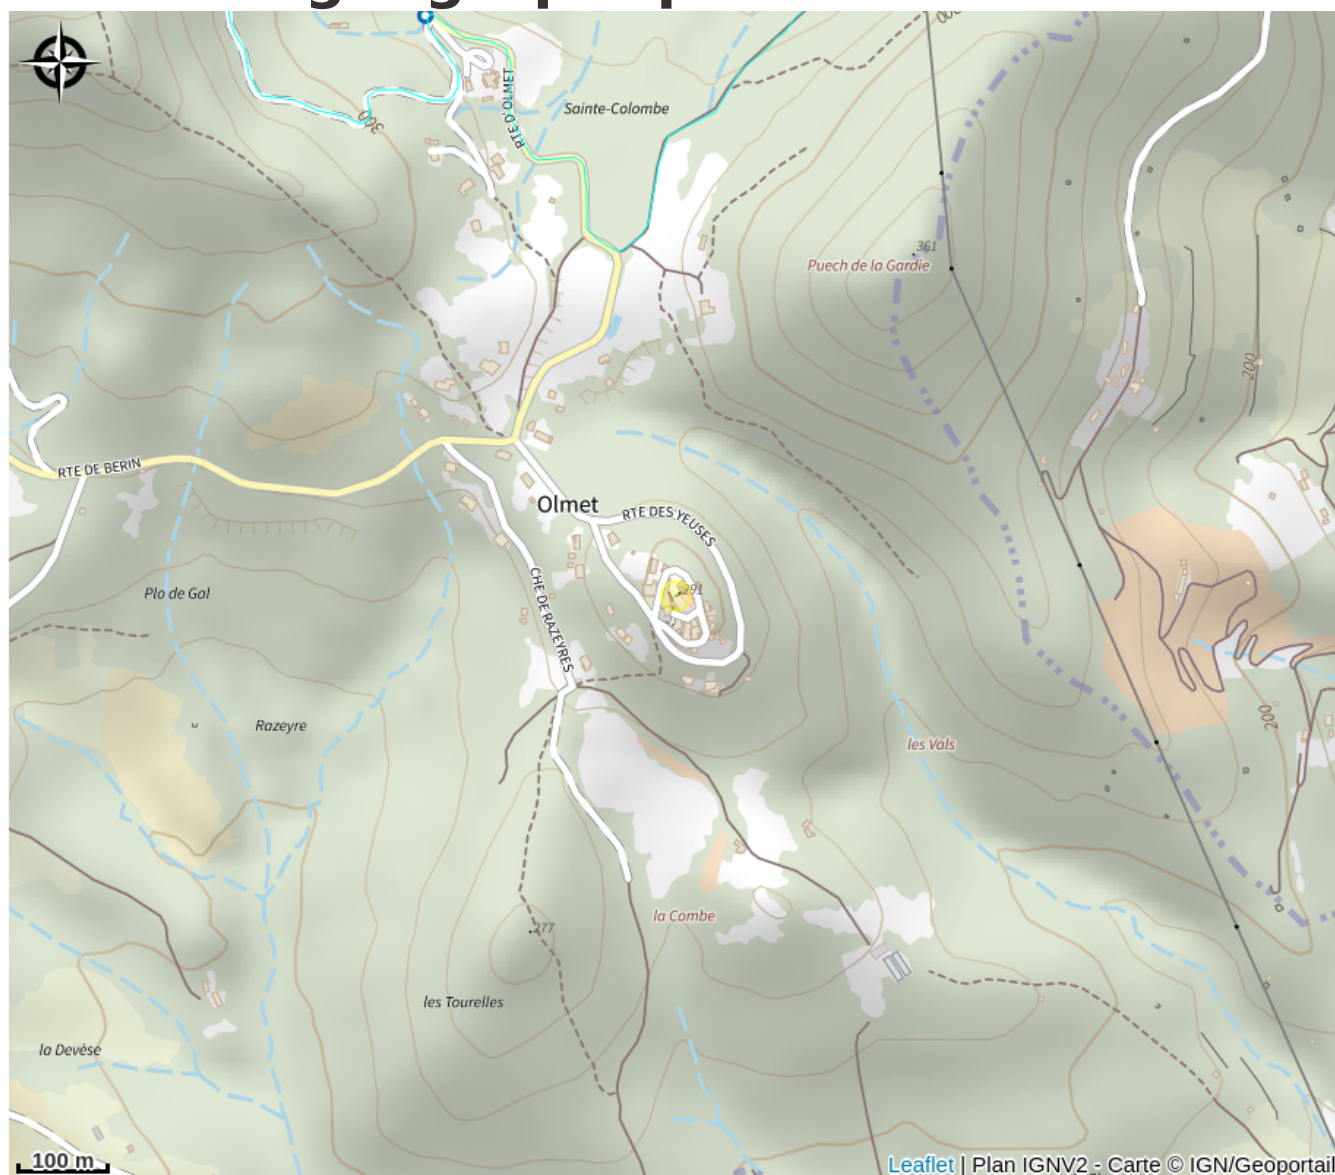 000
RTE D'OLMET
Sainte-Colombe
300
361
Puech de la Gardie
200
RTE DE BERIN
Olmet
RTE DES YEUSES
291
Plo de Gal
CHE DE RAZEYRES
Razeyre
200
les Vals
la Combe
277
les Tourelles
la Devèse
100 m
Leaflet | Plan IGNV2 - Carte © IGN/Geoportail